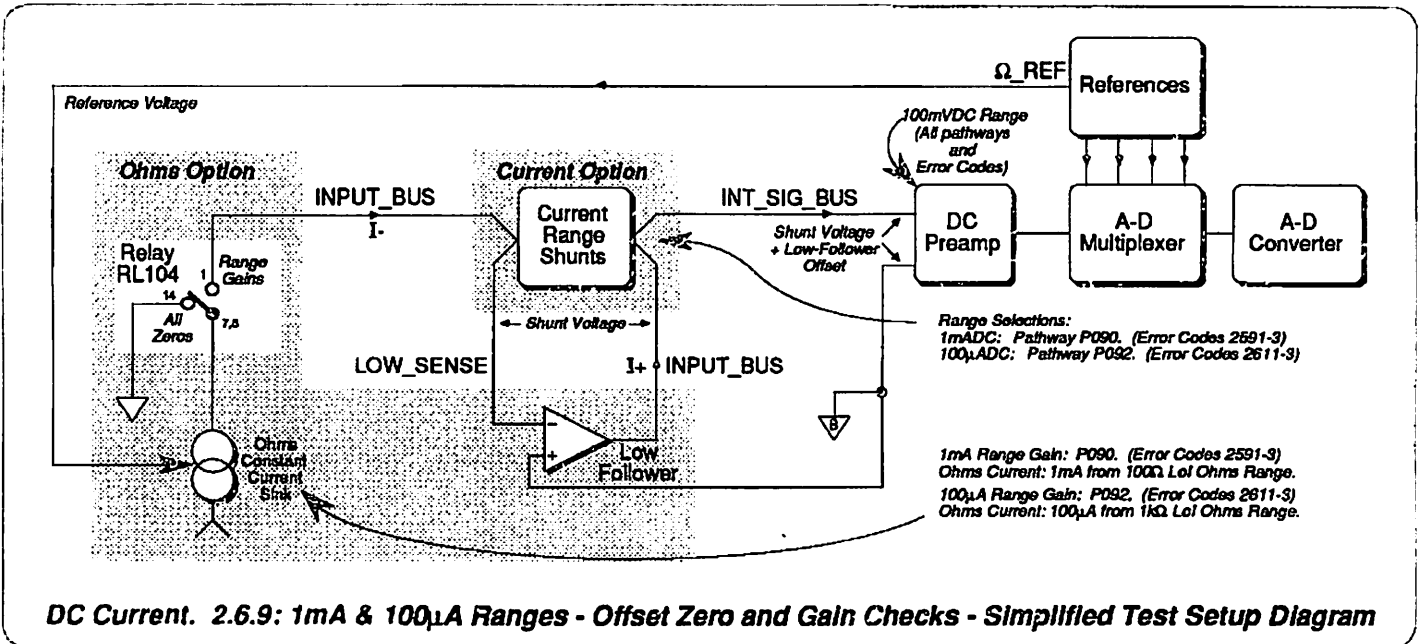 Ω_REF
References
Reference Voltage
100mVDC Range
(All pathways
and
Error Codes)
Ohms Option
Current Option
INPUT_BUS
I-
Current
Range
Shunts
INT_SIG_BUS
DC
Preamp
A-D
Multiplexer
A-D
Converter
Shunt Voltage
+ Low-Follower
Offset
Relay
RL104
1
Range
Gains
14
All
Zeros
7,8
Shunt Voltage
Range Selections:
1mADC: Pathway P090. (Error Codes 2591-3)
100µADC: Pathway P092. (Error Codes 2611-3)
LOW_SENSE
I+
INPUT_BUS
-
+
Low
Follower
Ohms
Constant
Current
Sink
1mA Range Gain: P090. (Error Codes 2591-3)
Ohms Current: 1mA from 100Ω LoI Ohms Range.
100µA Range Gain: P092. (Error Codes 2611-3)
Ohms Current: 100µA from 1kΩ LoI Ohms Range.
DC Current. 2.6.9: 1mA & 100µA Ranges - Offset Zero and Gain Checks - Simplified Test Setup Diagram